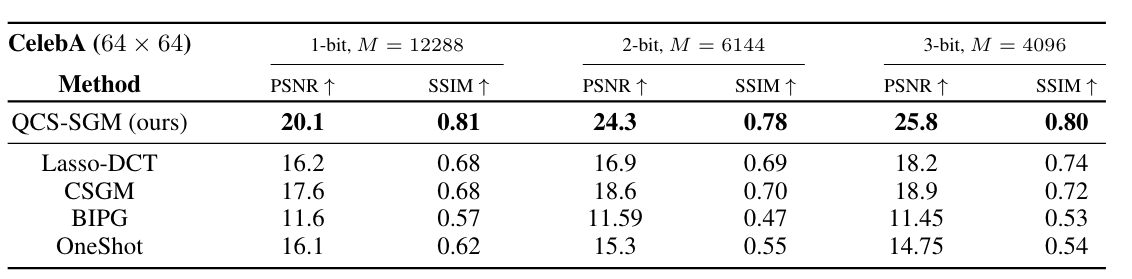 CelebA (64 × 64) 1-bit, M = 12288 2-bit, M = 6144 3-bit, M = 4096
Method PSNR ↑ SSIM ↑ PSNR ↑ SSIM ↑ PSNR ↑ SSIM ↑
QCS-SGM (ours) 20.1 0.81 24.3 0.78 25.8 0.80
Lasso-DCT 16.2 0.68 16.9 0.69 18.2 0.74
CSGM 17.6 0.68 18.6 0.70 18.9 0.72
BIPG 11.6 0.57 11.59 0.47 11.45 0.53
OneShot 16.1 0.62 15.3 0.55 14.75 0.54